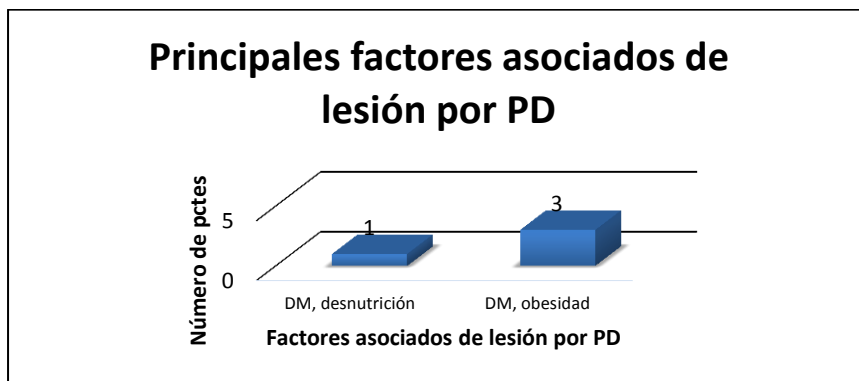 Principales factores asociados de
lesión por PD
Número de pctes
5
0
1
3
DM, desnutrición
DM, obesidad
Factores asociados de lesión por PD